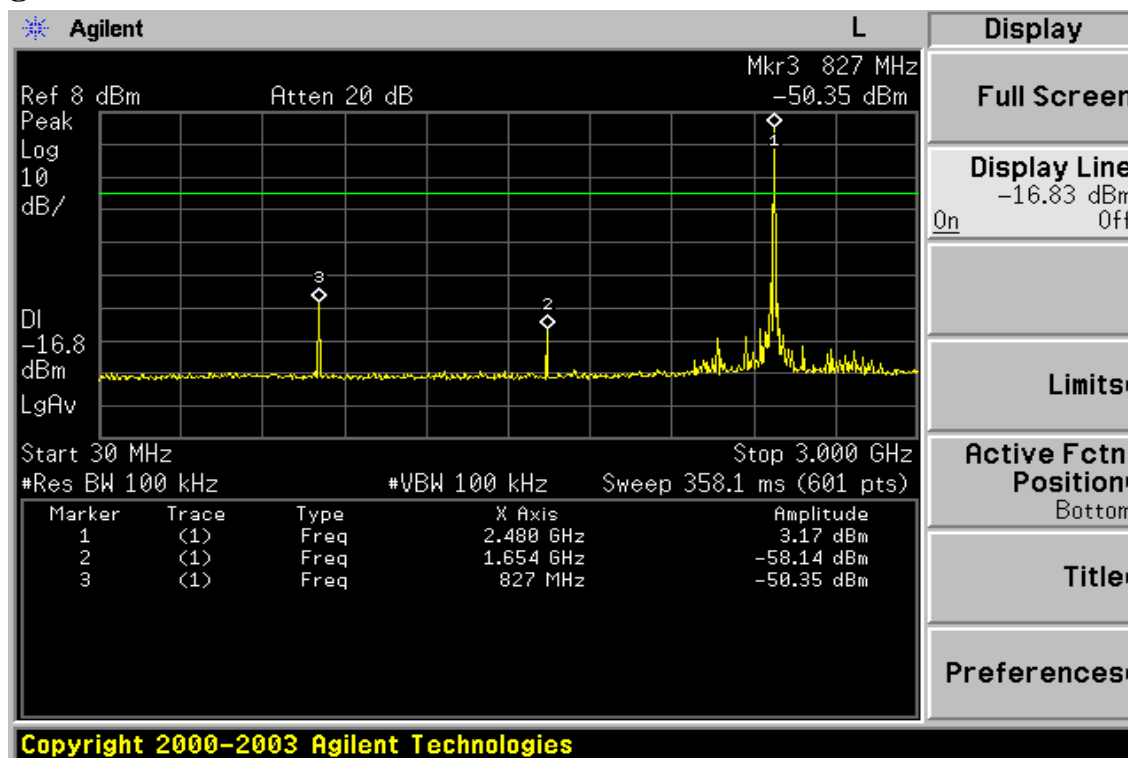 Agilent L Display
Mkr3 827 MHz
Ref 8 dBm Atten 20 dB -50.35 dBm
Peak
Log
10
dB/
1
3
2
DI
-16.8
dBm
LgAv
Start 30 MHz Stop 3.000 GHz
#Res BW 100 kHz #VBW 100 kHz Sweep 358.1 ms (601 pts)
Marker Trace Type X Axis Amplitude
1 (1) Freq 2.480 GHz 3.17 dBm
2 (1) Freq 1.654 GHz -58.14 dBm
3 (1) Freq 827 MHz -50.35 dBm
Full Screen
Display Line
-16.83 dBm
On Off
Limits
Active Fctn
Position
Bottom
Title
Preferences
Copyright 2000-2003 Agilent Technologies